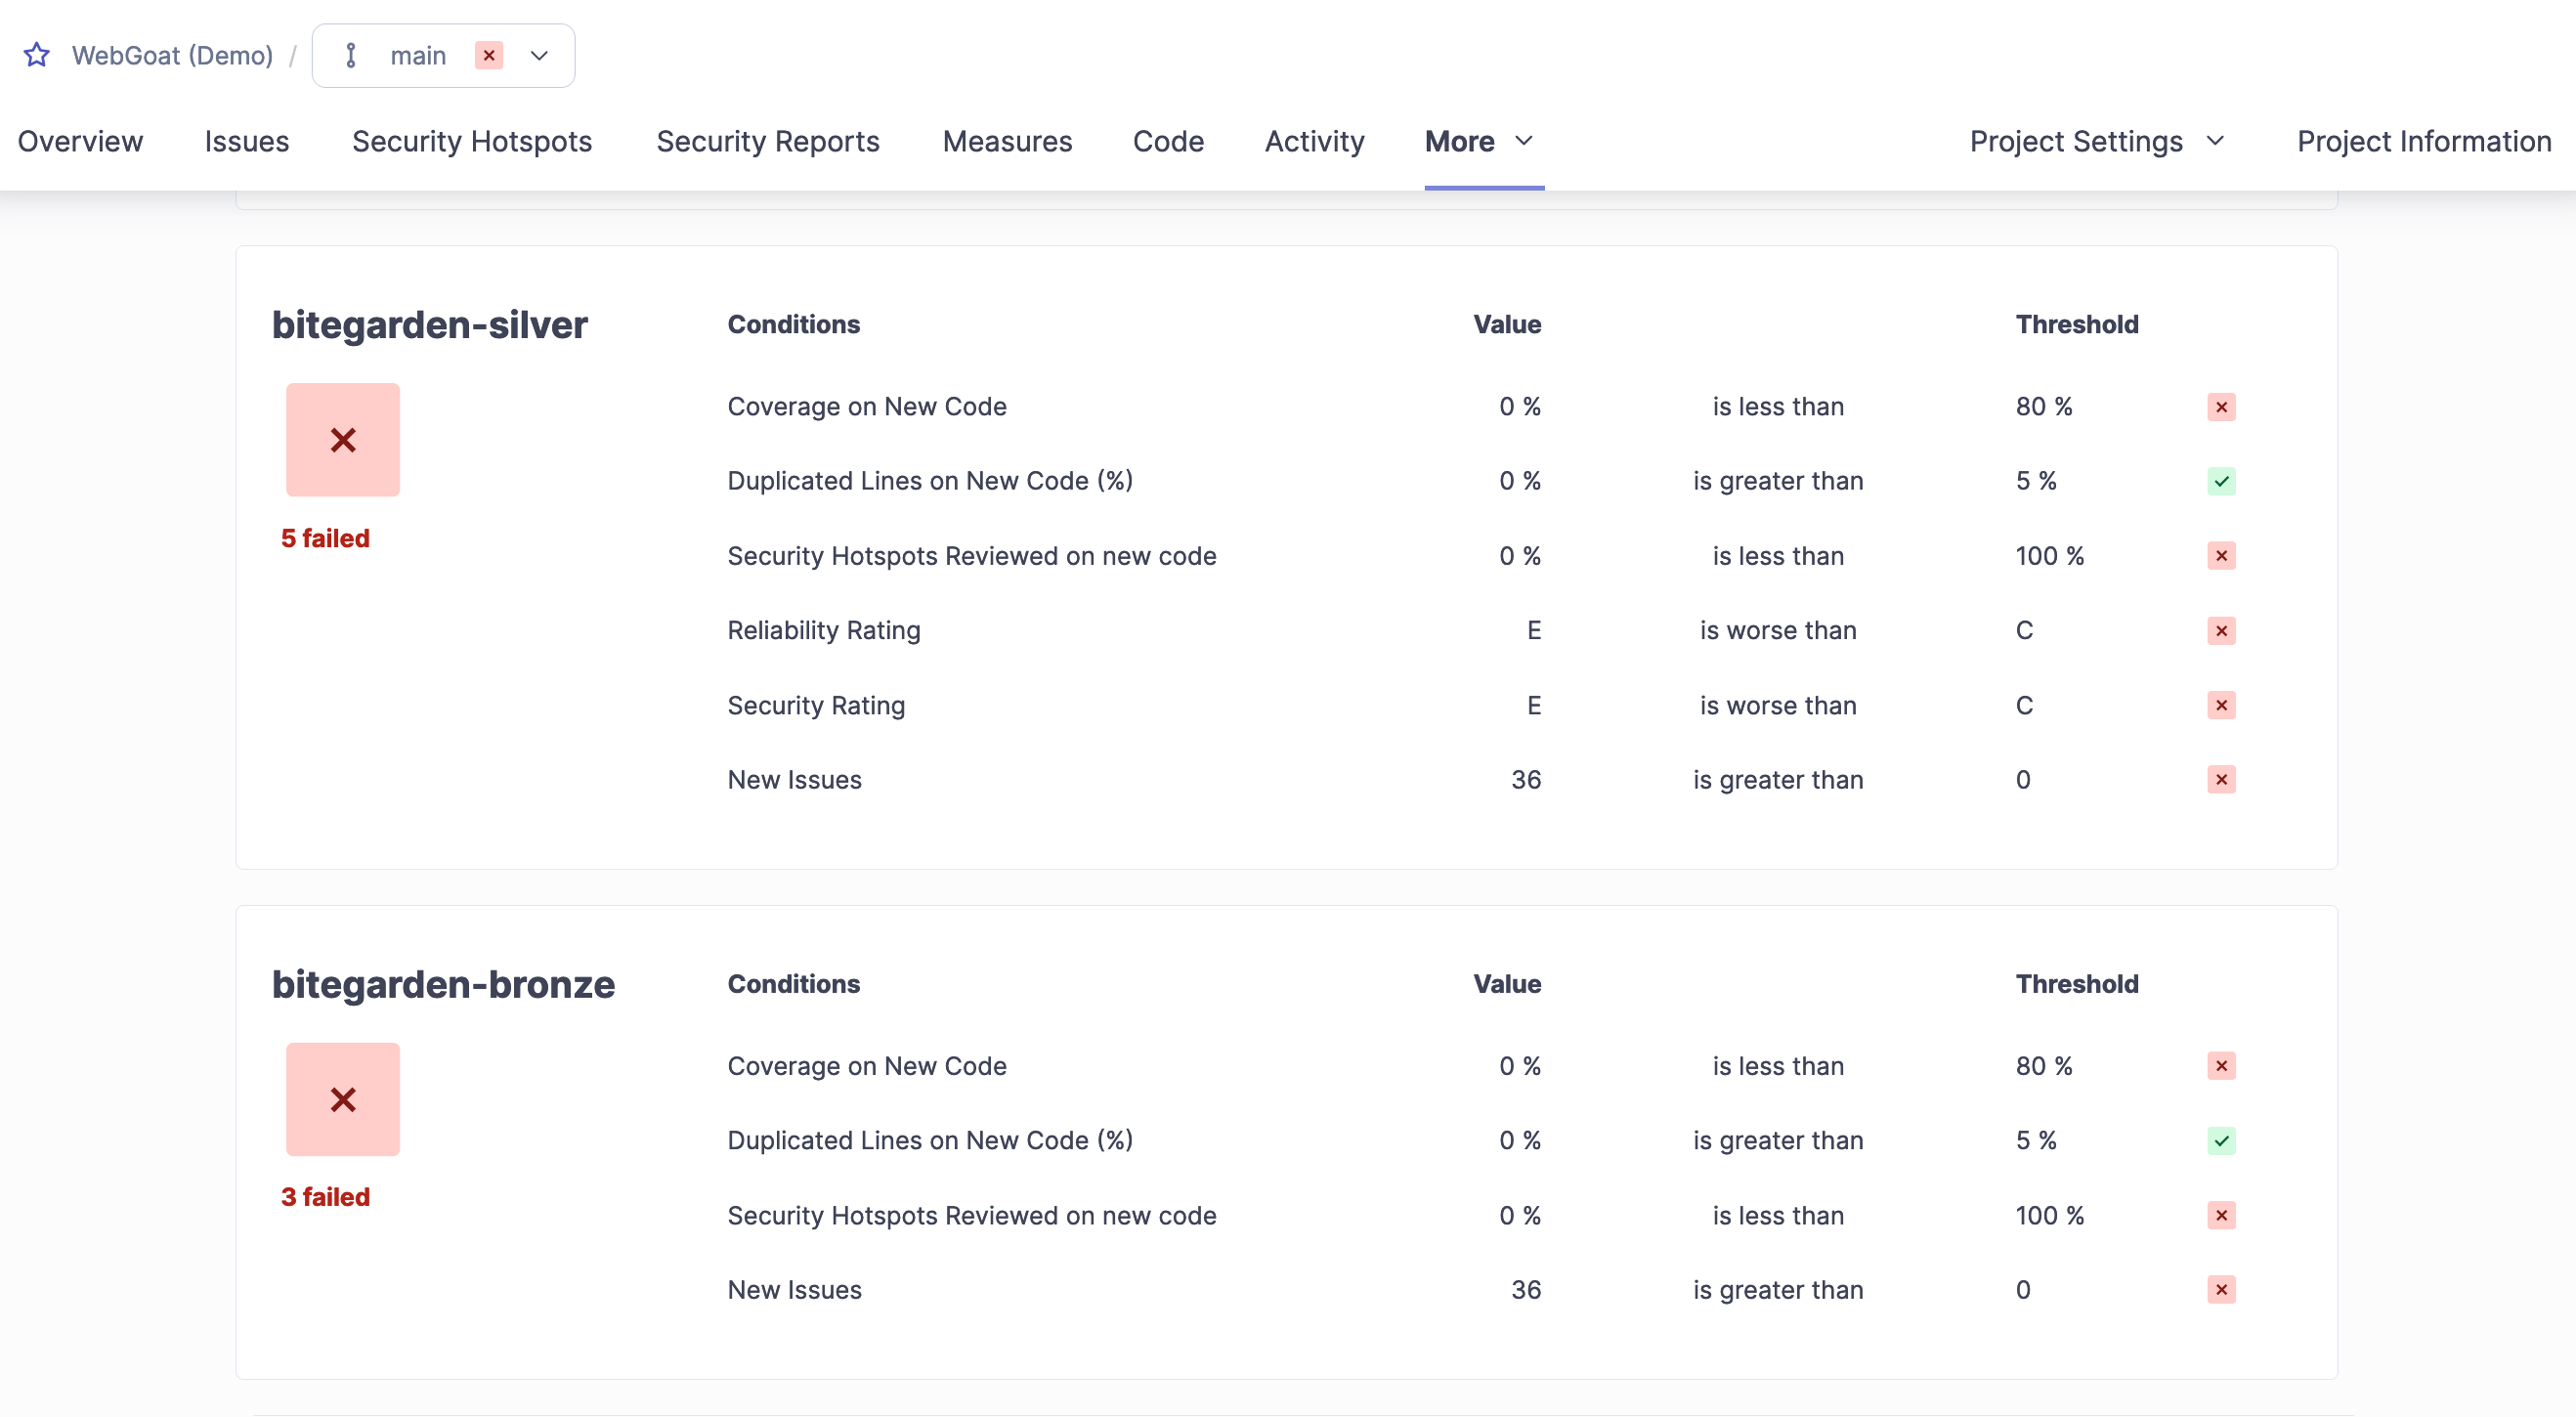 WebGoat (Demo) / main
Overview Issues Security Hotspots Security Reports Measures Code Activity More Project Settings Project Information
bitegarden-silver Conditions Value Threshold
Coverage on New Code 0 % is less than 80 %
Duplicated Lines on New Code (%) 0 % is greater than 5 %
5 failed
Security Hotspots Reviewed on new code 0 % is less than 100 %
Reliability Rating E is worse than C
Security Rating E is worse than C
New Issues 36 is greater than 0
bitegarden-bronze Conditions Value Threshold
Coverage on New Code 0 % is less than 80 %
Duplicated Lines on New Code (%) 0 % is greater than 5 %
3 failed
Security Hotspots Reviewed on new code 0 % is less than 100 %
New Issues 36 is greater than 0